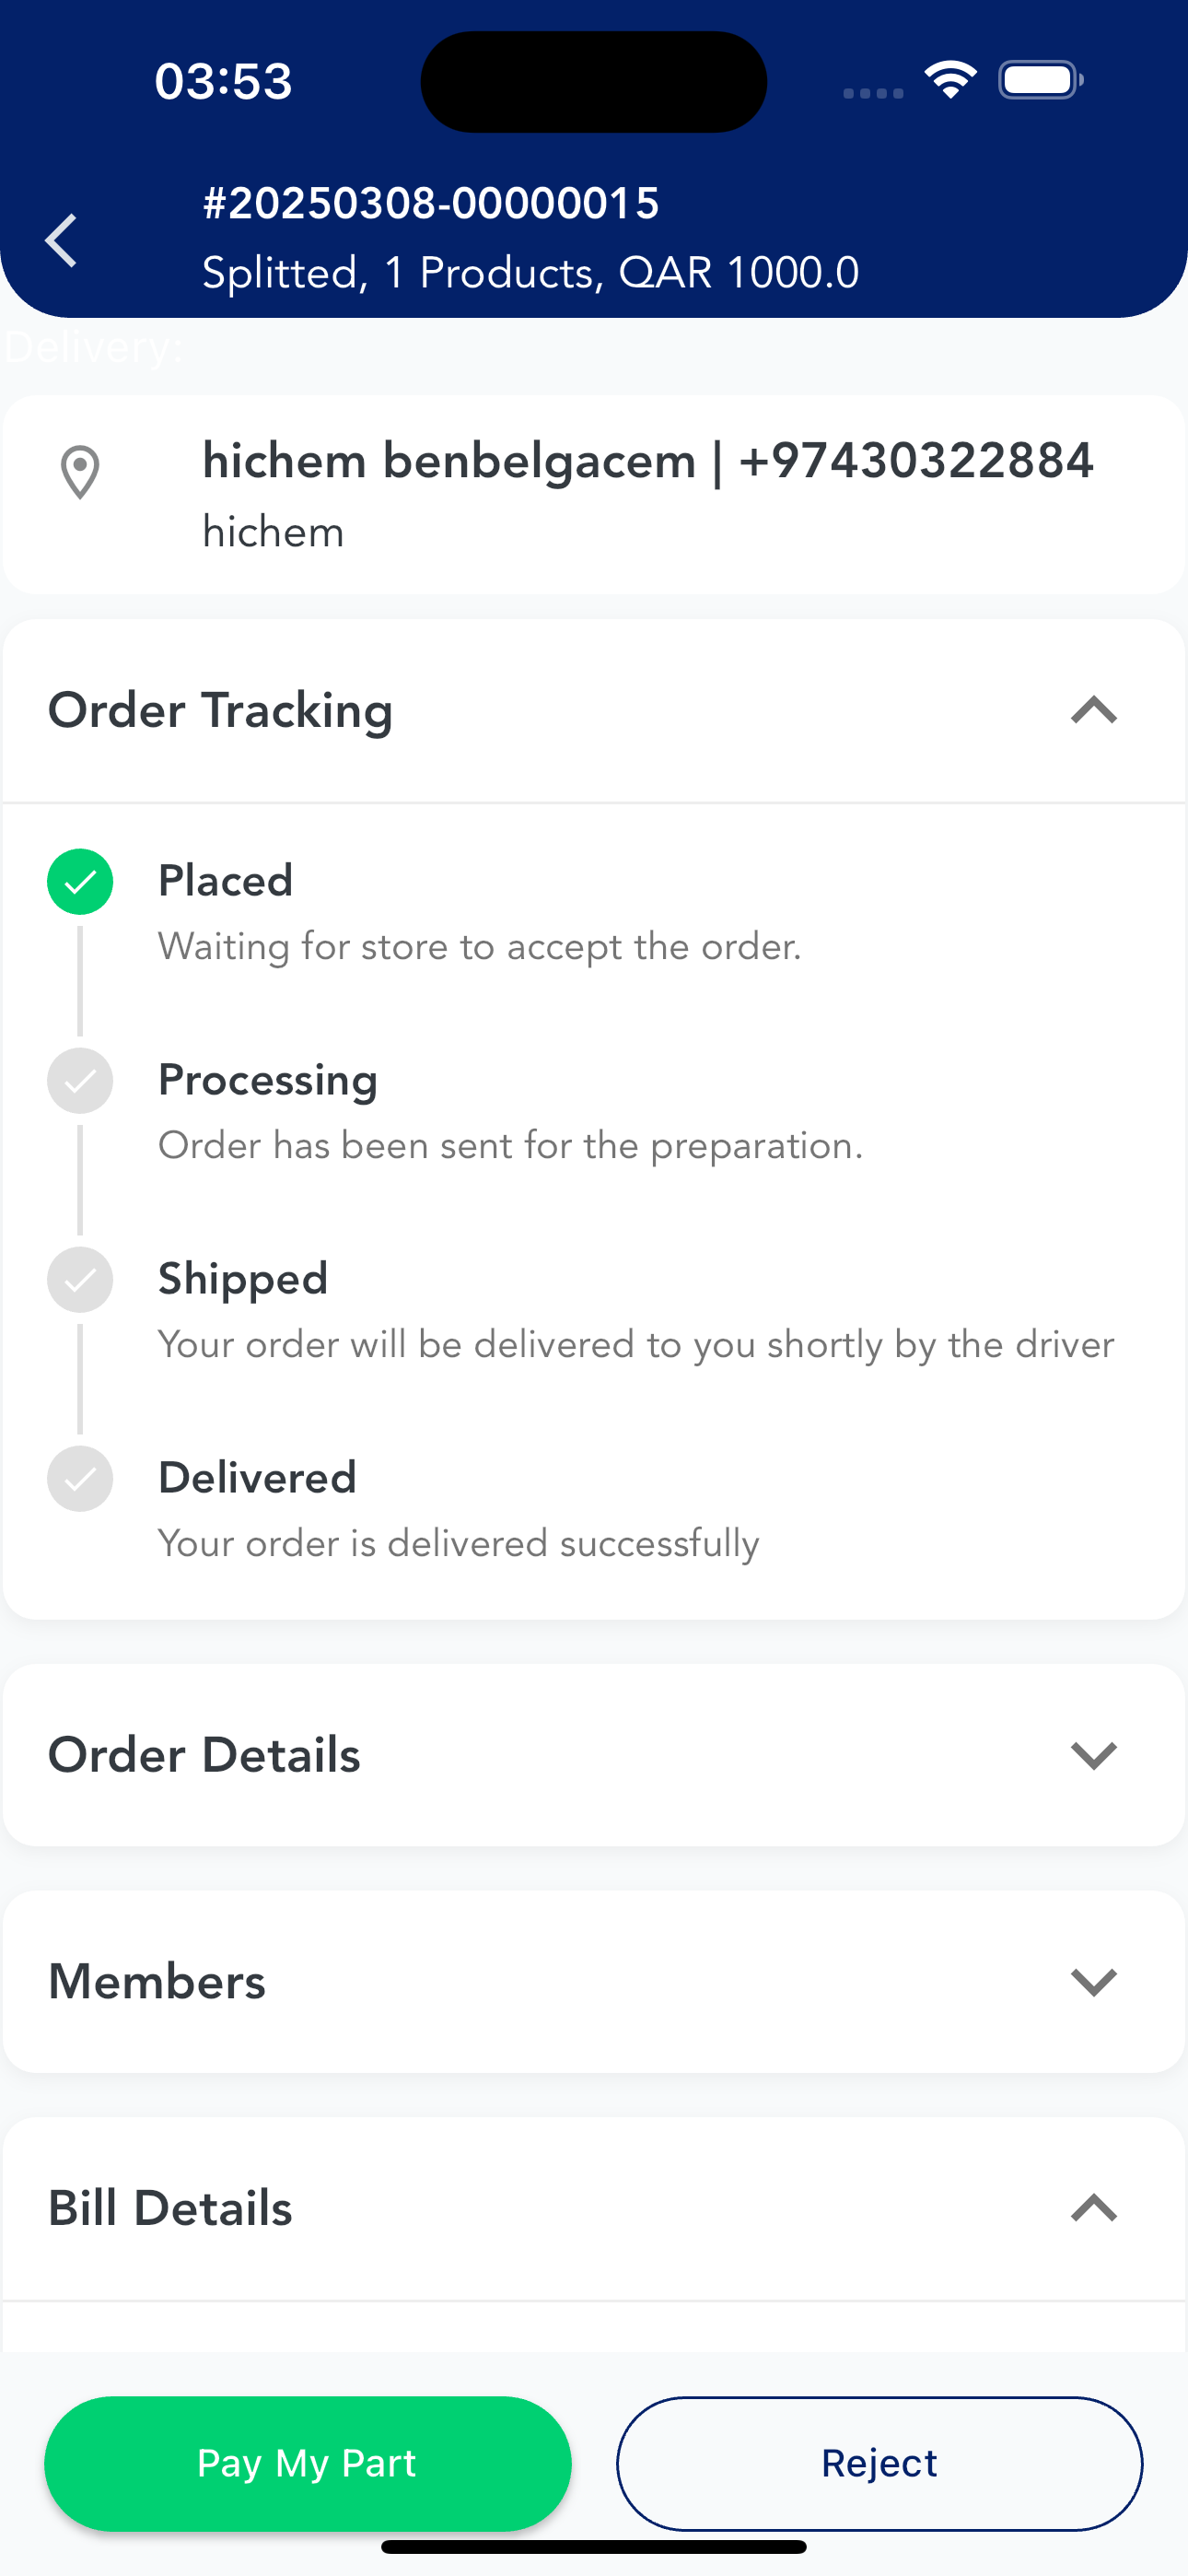 03:53
#20250308-00000015
Splitted, 1 Products, QAR 1000.0
Delivery:
hichem benbelgacem | +97430322884
hichem
Order Tracking
Placed
Waiting for store to accept the order.
Processing
Order has been sent for the preparation.
Shipped
Your order will be delivered to you shortly by the driver
Delivered
Your order is delivered successfully
Order Details
Members
Bill Details
Pay My Part
Reject